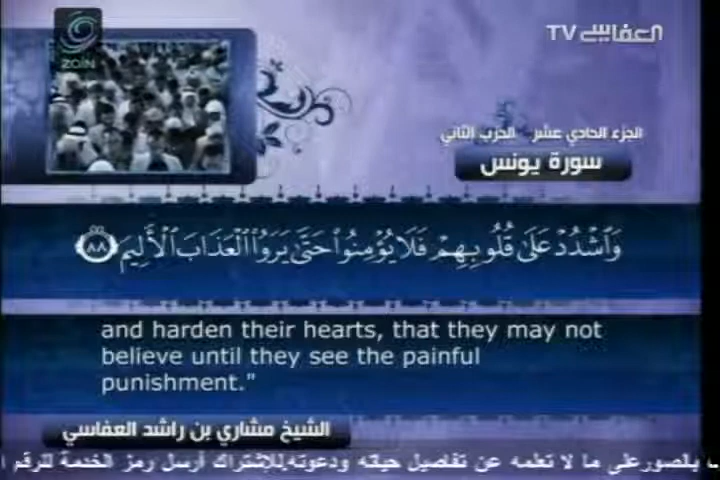 zain
TV العفاسي
الجزء الحادي عشر الحزب الثاني
سورة يونس
وَٱشْدُدْ عَلَىٰ قُلُوبِهِمْ فَلَا يُؤْمِنُوا۟ حَتَّىٰ يَرَوُا۟ ٱلْعَذَابَ ٱلْأَلِيمَ ٨٨
and harden their hearts, that they may not
believe until they see the painful
punishment."
الشيخ مشاري بن راشد العفاسي
بالصور على ما لا تعلمه عن تفاصيل حياته ودعوته للإشتراك أرسل رمز الخدمة للرقم